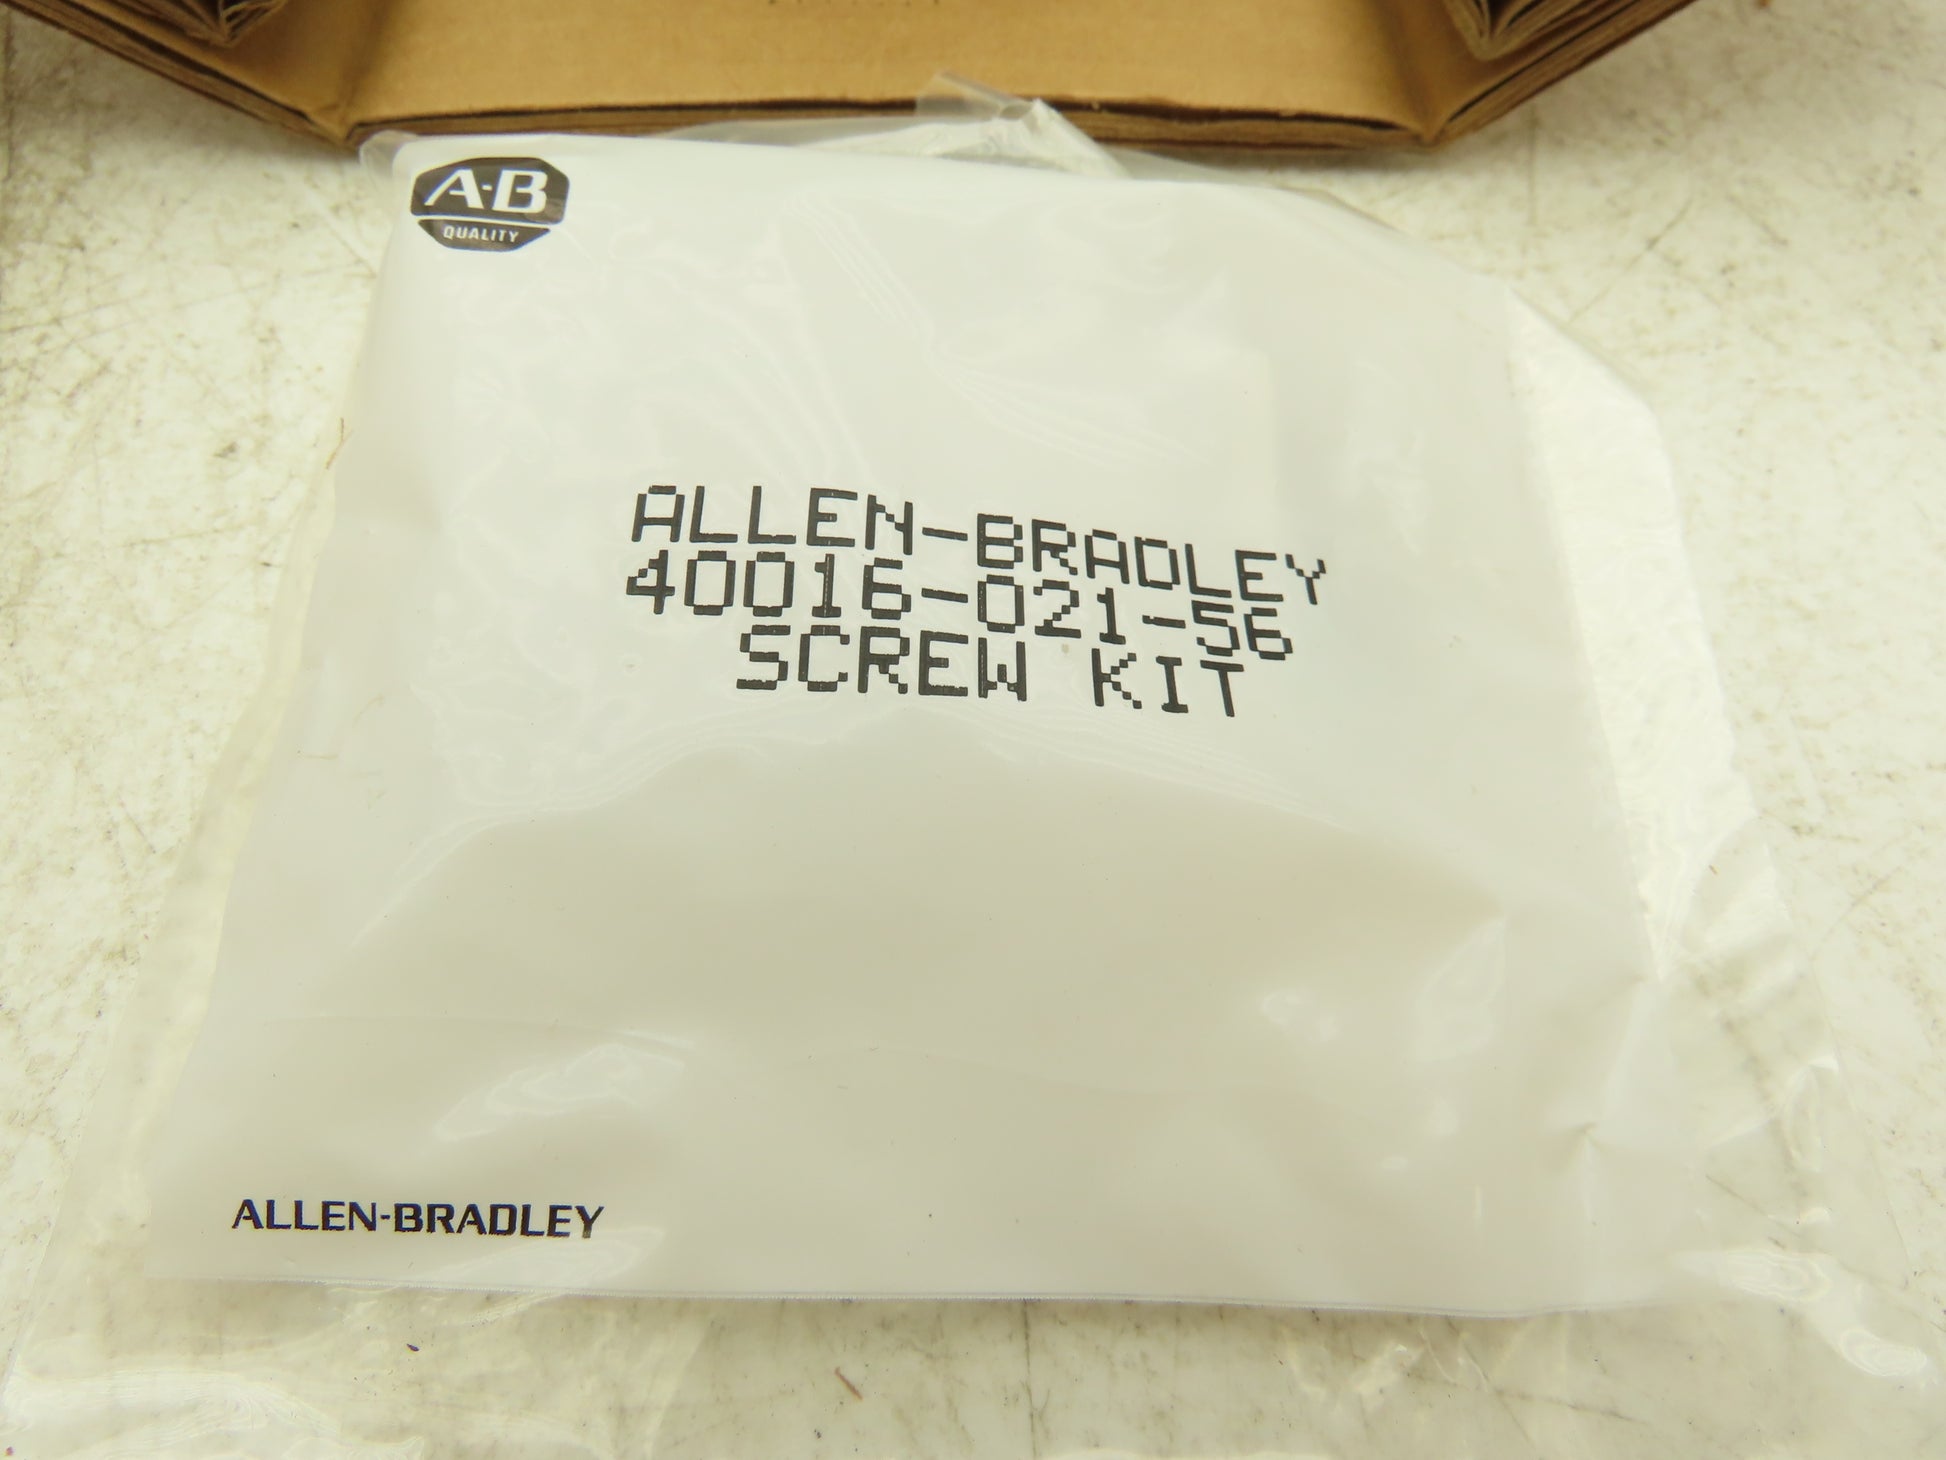 A-B
QUALITY
ALLEN-BRADLEY
40016-021-56
SCREW KIT
ALLEN-BRADLEY